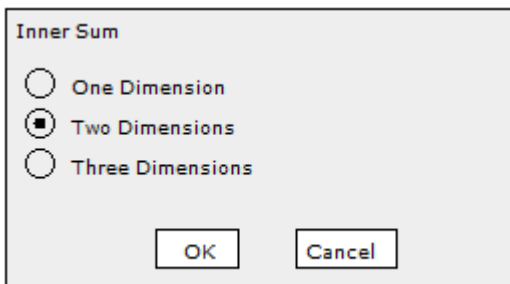 Inner Sum
One Dimension
Two Dimensions
Three Dimensions
OK Cancel